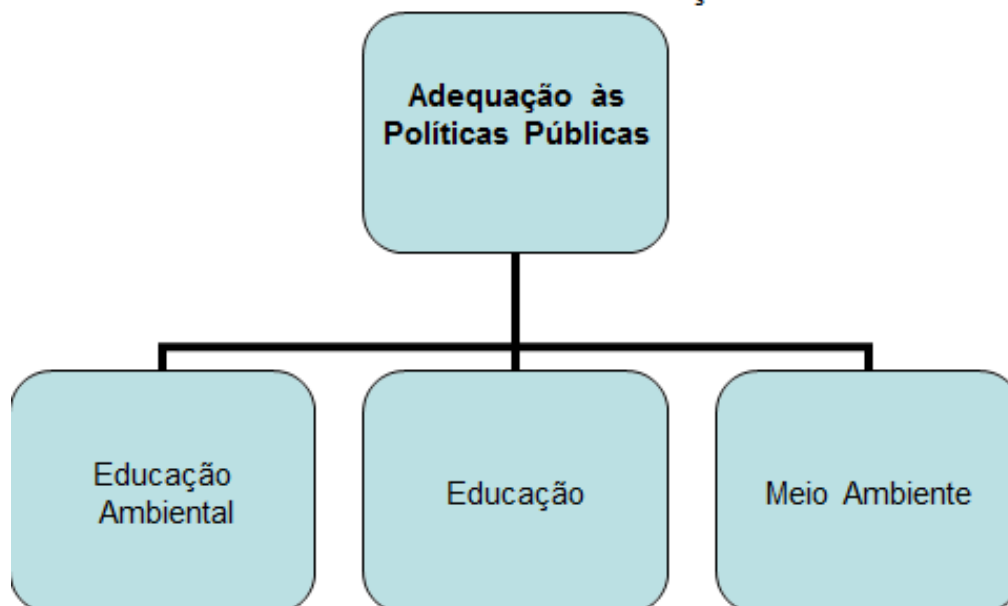 Adequação às
Políticas Públicas
Educação
Ambiental
Educação
Meio Ambiente